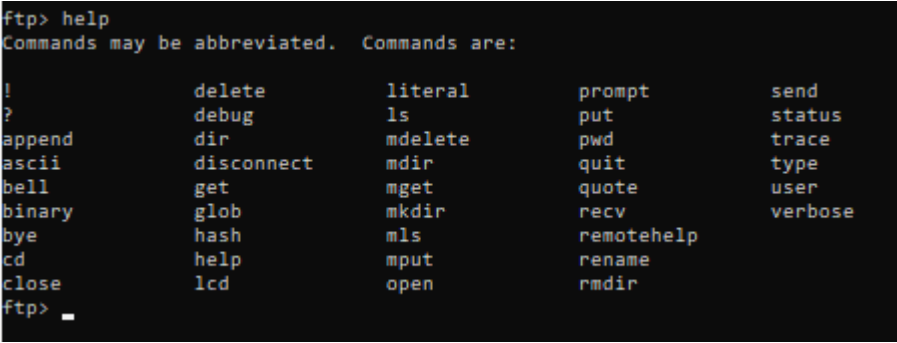 ftp> help
Commands may be abbreviated.  Commands are:

!               delete          literal         prompt          send
?               debug           ls              put             status
append          dir             mdelete         pwd             trace
ascii           disconnect      mdir            quit            type
bell            get             mget            quote           user
binary          glob            mkdir           recv            verbose
bye             hash            mls             remotehelp
cd              help            mput            rename
close           lcd             open            rmdir
ftp> _